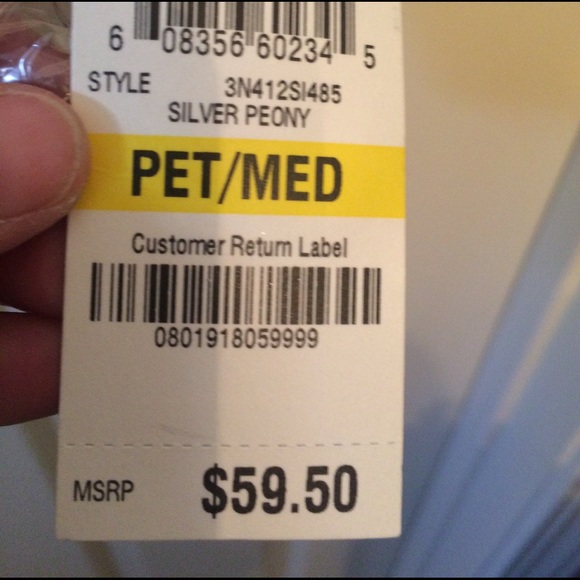 6 08356 60234 5
STYLE 3N412SI485
SILVER PEONY
PET/MED
Customer Return Label
0801918059999
MSRP $59.50